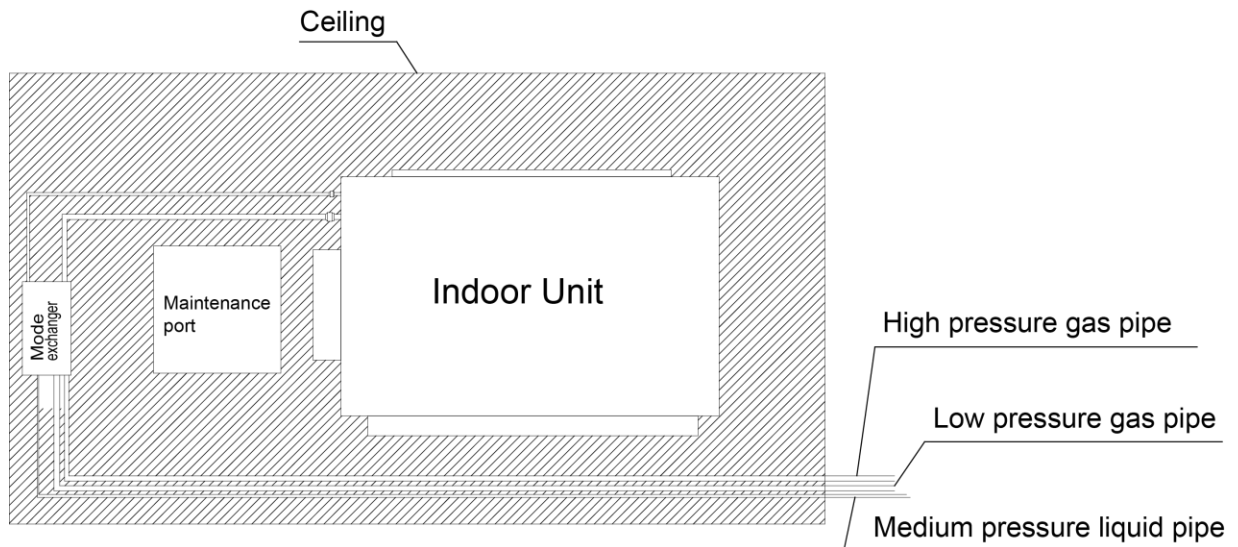 Ceiling
Indoor Unit
Maintenance
port
Mode
exchanger
High pressure gas pipe
Low pressure gas pipe
Medium pressure liquid pipe